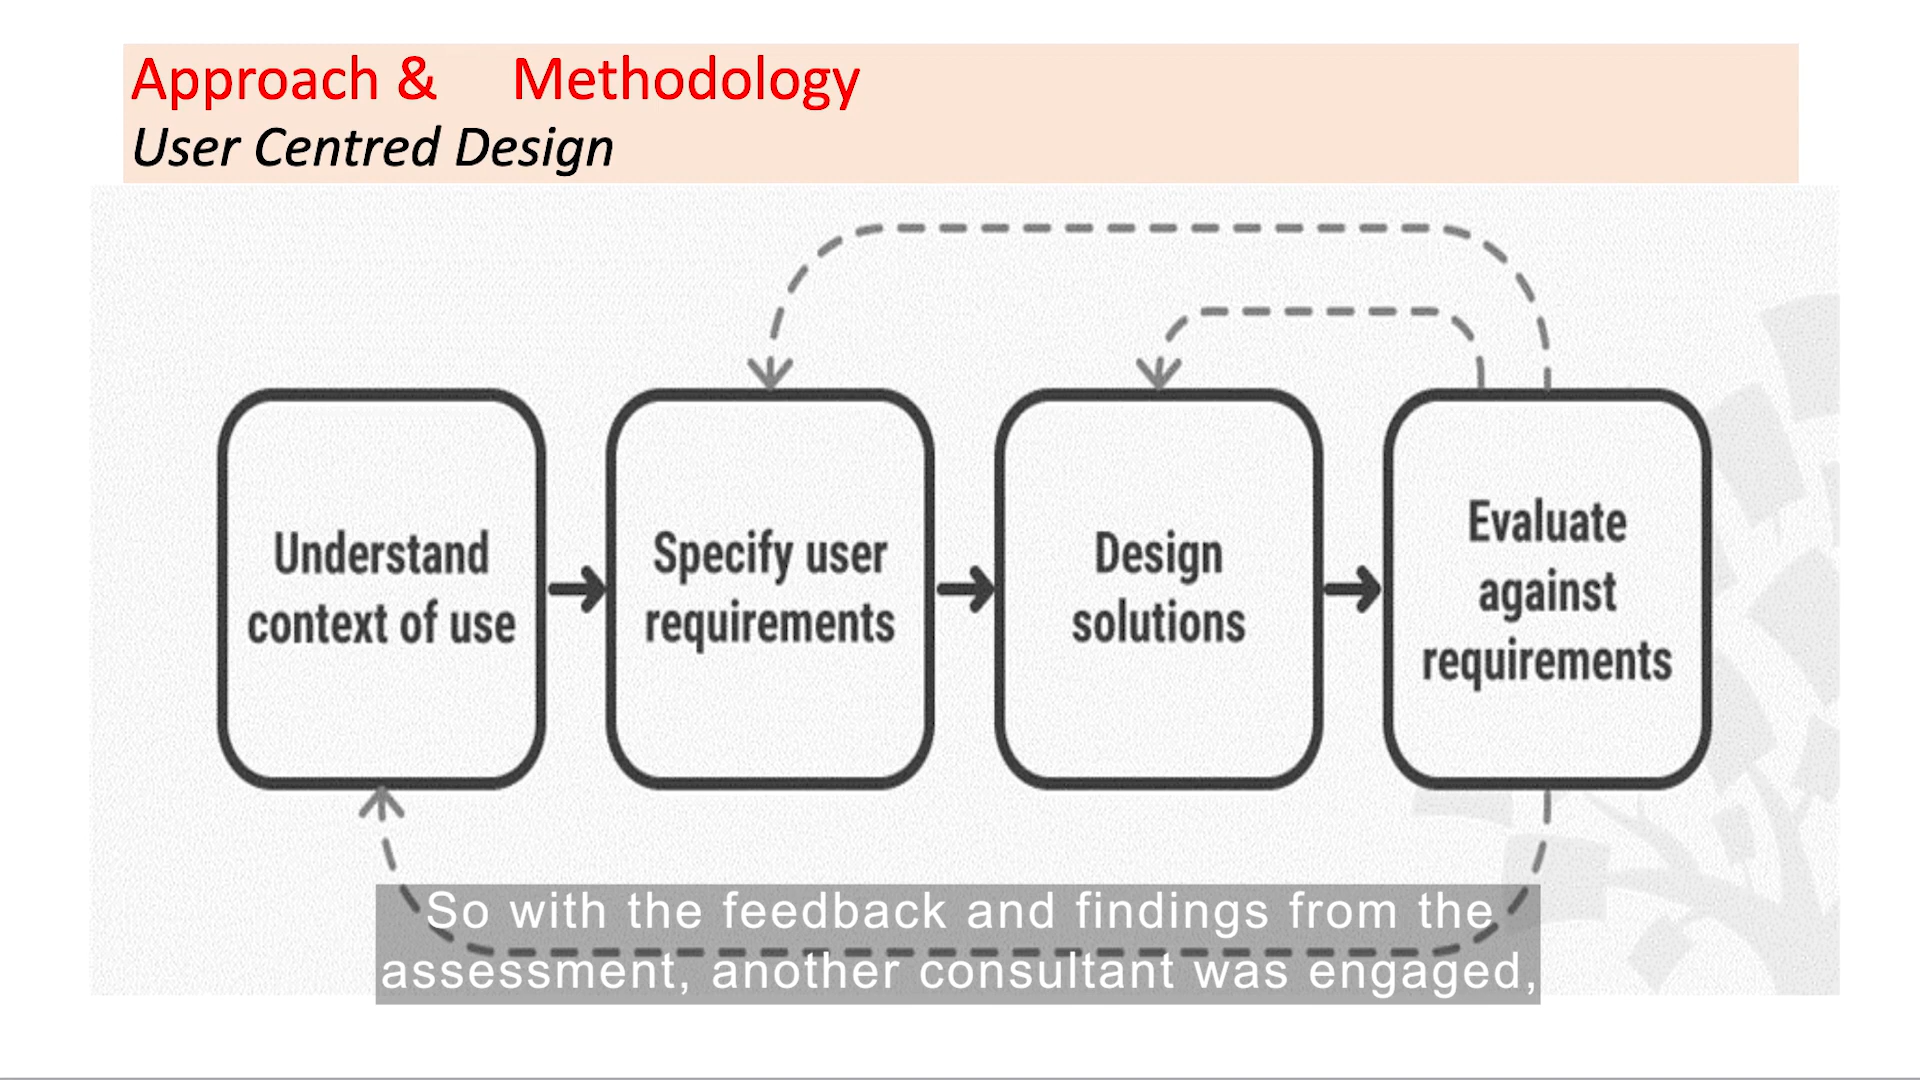 Approach & Methodology
User Centred Design
Understand
context of use
Specify user
requirements
Design
solutions
Evaluate
against
requirements
So with the feedback and findings from the
assessment, another consultant was engaged,